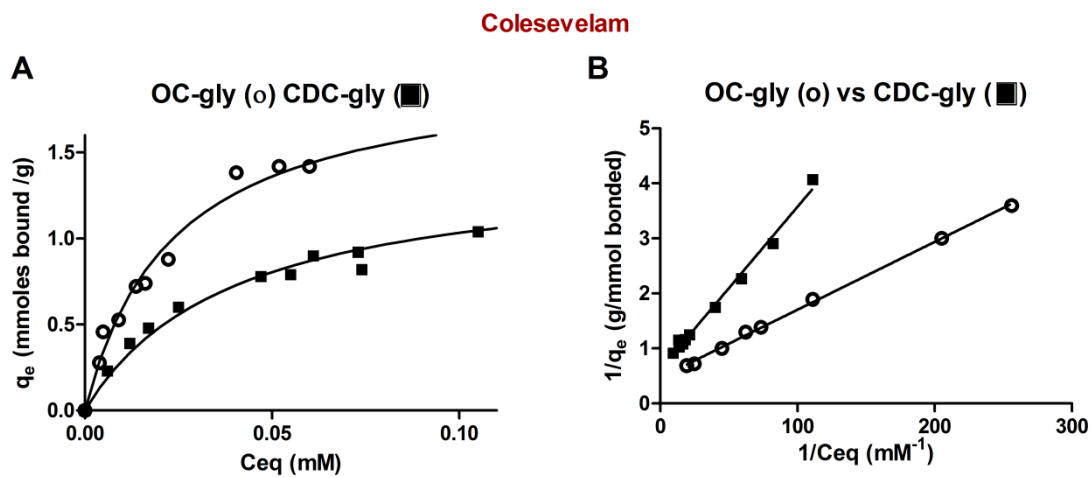 Colesevelam
A
OC-gly (o) CDC-gly (■)
qe (mmoles bound /g)
1.5
1.0
0.5
0.0
0.00 0.05 0.10
Ceq (mM)
B
OC-gly (o) vs CDC-gly (■)
1/qe (g/mmol bonded)
5
4
3
2
1
0
0 100 200 300
1/Ceq (mM⁻¹)